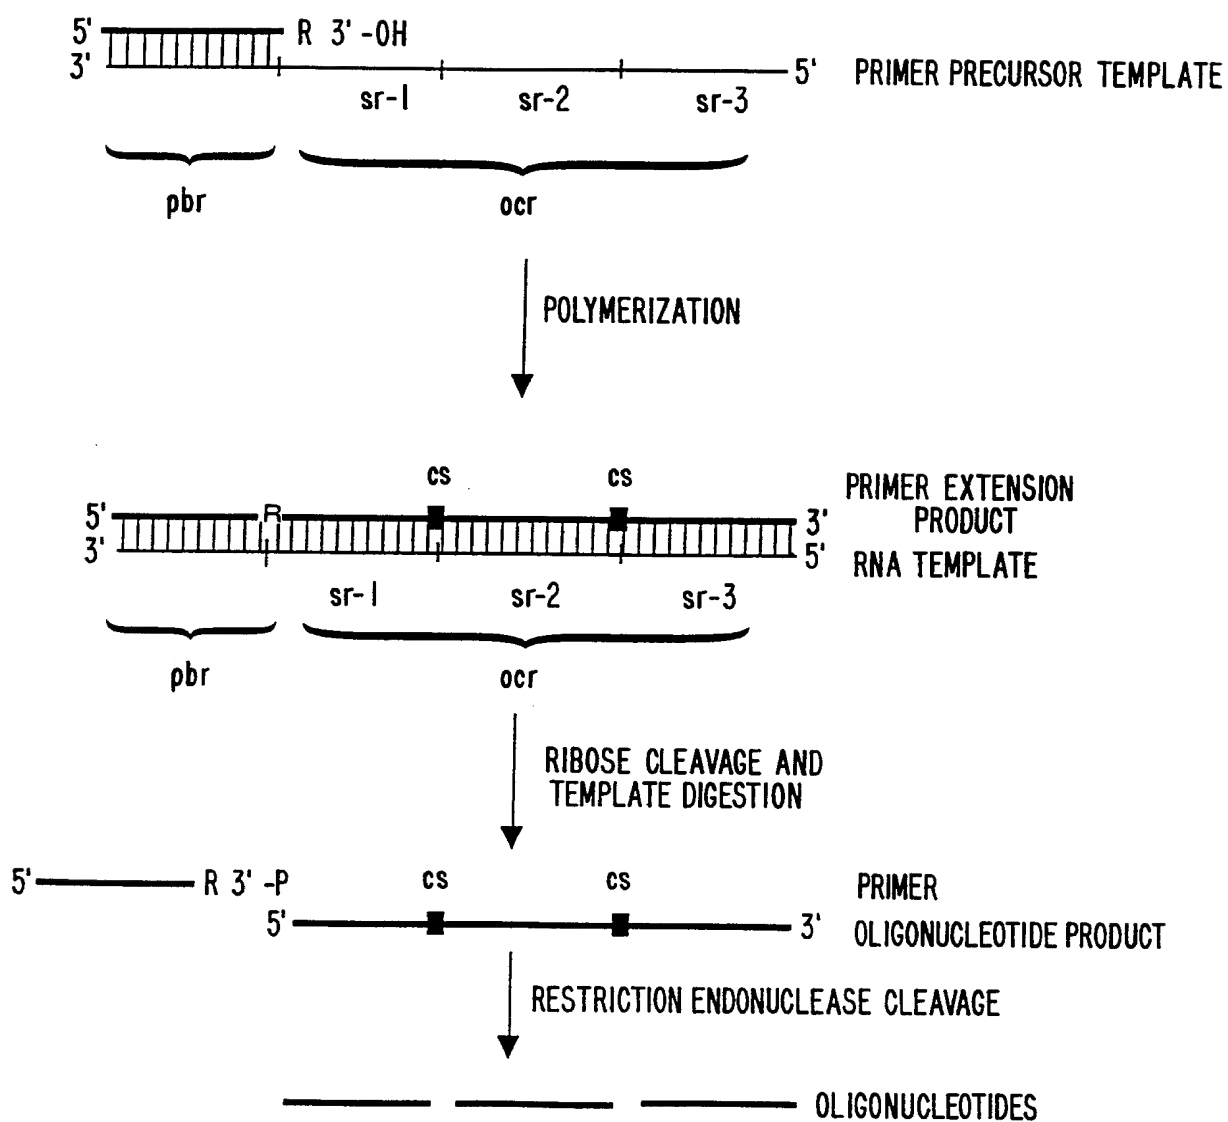 5' R 3'-OH
3' 5' PRIMER PRECURSOR TEMPLATE
sr-1 sr-2 sr-3
pbr ocr
POLYMERIZATION
cs cs
PRIMER EXTENSION
5' R 3' PRODUCT
3' 5' RNA TEMPLATE
sr-1 sr-2 sr-3
pbr ocr
RIBOSE CLEAVAGE AND
TEMPLATE DIGESTION
5' R 3'-P cs cs PRIMER
5' 3' OLIGONUCLEOTIDE PRODUCT
RESTRICTION ENDONUCLEASE CLEAVAGE
OLIGONUCLEOTIDES